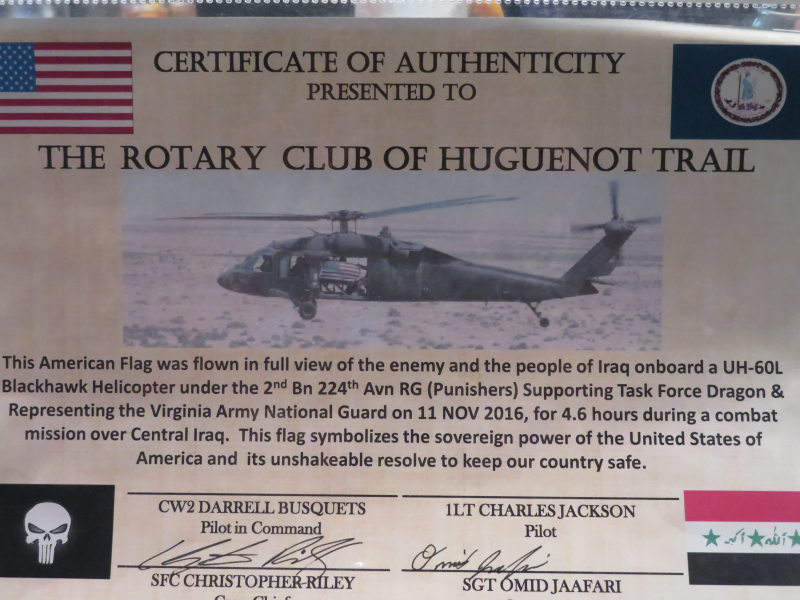 CERTIFICATE OF AUTHENTICITY
PRESENTED TO
THE ROTARY CLUB OF HUGUENOT TRAIL
This American Flag was flown in full view of the enemy and the people of Iraq onboard a UH-60L
Blackhawk Helicopter under the 2nd Bn 224th Avn RG (Punishers) Supporting Task Force Dragon &
Representing the Virginia Army National Guard on 11 NOV 2016, for 4.6 hours during a combat
mission over Central Iraq. This flag symbolizes the sovereign power of the United States of
America and its unshakeable resolve to keep our country safe.
CW2 DARRELL BUSQUETS
Pilot in Command
1LT CHARLES JACKSON
Pilot
SFC CHRISTOPHER RILEY
SGT OMID JAAFARI
الله اكبر